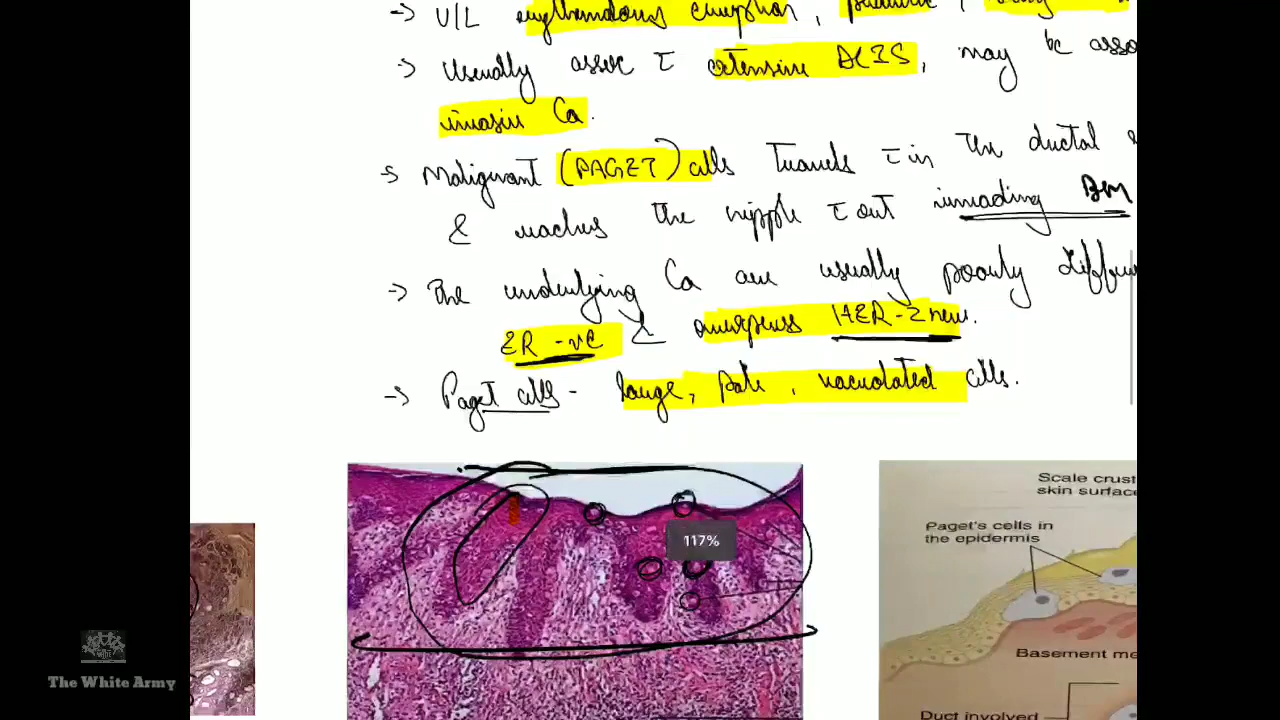 -> U/L erythematous eruption,
-> Usually assoc c extensive DCIS, may be asso
invasive Ca.
-> Malignant (PAGET) cells travels c in the ductal
& reaches the nipple c out invading BM
-> The underlying Ca are usually poorly differen
ER -ve & overexpress HER-2 neu.
-> Paget cells - large, pale, vacuolated cells.
117%
Scale crust
skin surfac
Paget's cells in
the epidermis
Basement me
Duct involved
The White Army